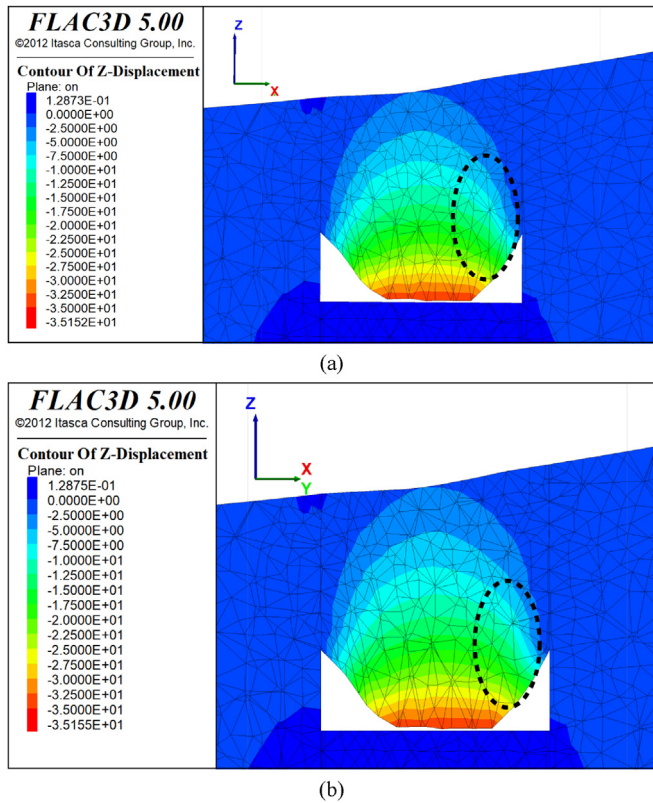 FLAC3D 5.00
©2012 Itasca Consulting Group, Inc.
Contour Of Z-Displacement
Plane: on
1.2873E-01
0.0000E+00
-2.5000E+00
-5.0000E+00
-7.5000E+00
-1.0000E+01
-1.2500E+01
-1.5000E+01
-1.7500E+01
-2.0000E+01
-2.2500E+01
-2.5000E+01
-2.7500E+01
-3.0000E+01
-3.2500E+01
-3.5000E+01
-3.5152E+01
Z
X
(a)
FLAC3D 5.00
©2012 Itasca Consulting Group, Inc.
Contour Of Z-Displacement
Plane: on
1.2875E-01
0.0000E+00
-2.5000E+00
-5.0000E+00
-7.5000E+00
-1.0000E+01
-1.2500E+01
-1.5000E+01
-1.7500E+01
-2.0000E+01
-2.2500E+01
-2.5000E+01
-2.7500E+01
-3.0000E+01
-3.2500E+01
-3.5000E+01
-3.5155E+01
Z
X
Y
(b)